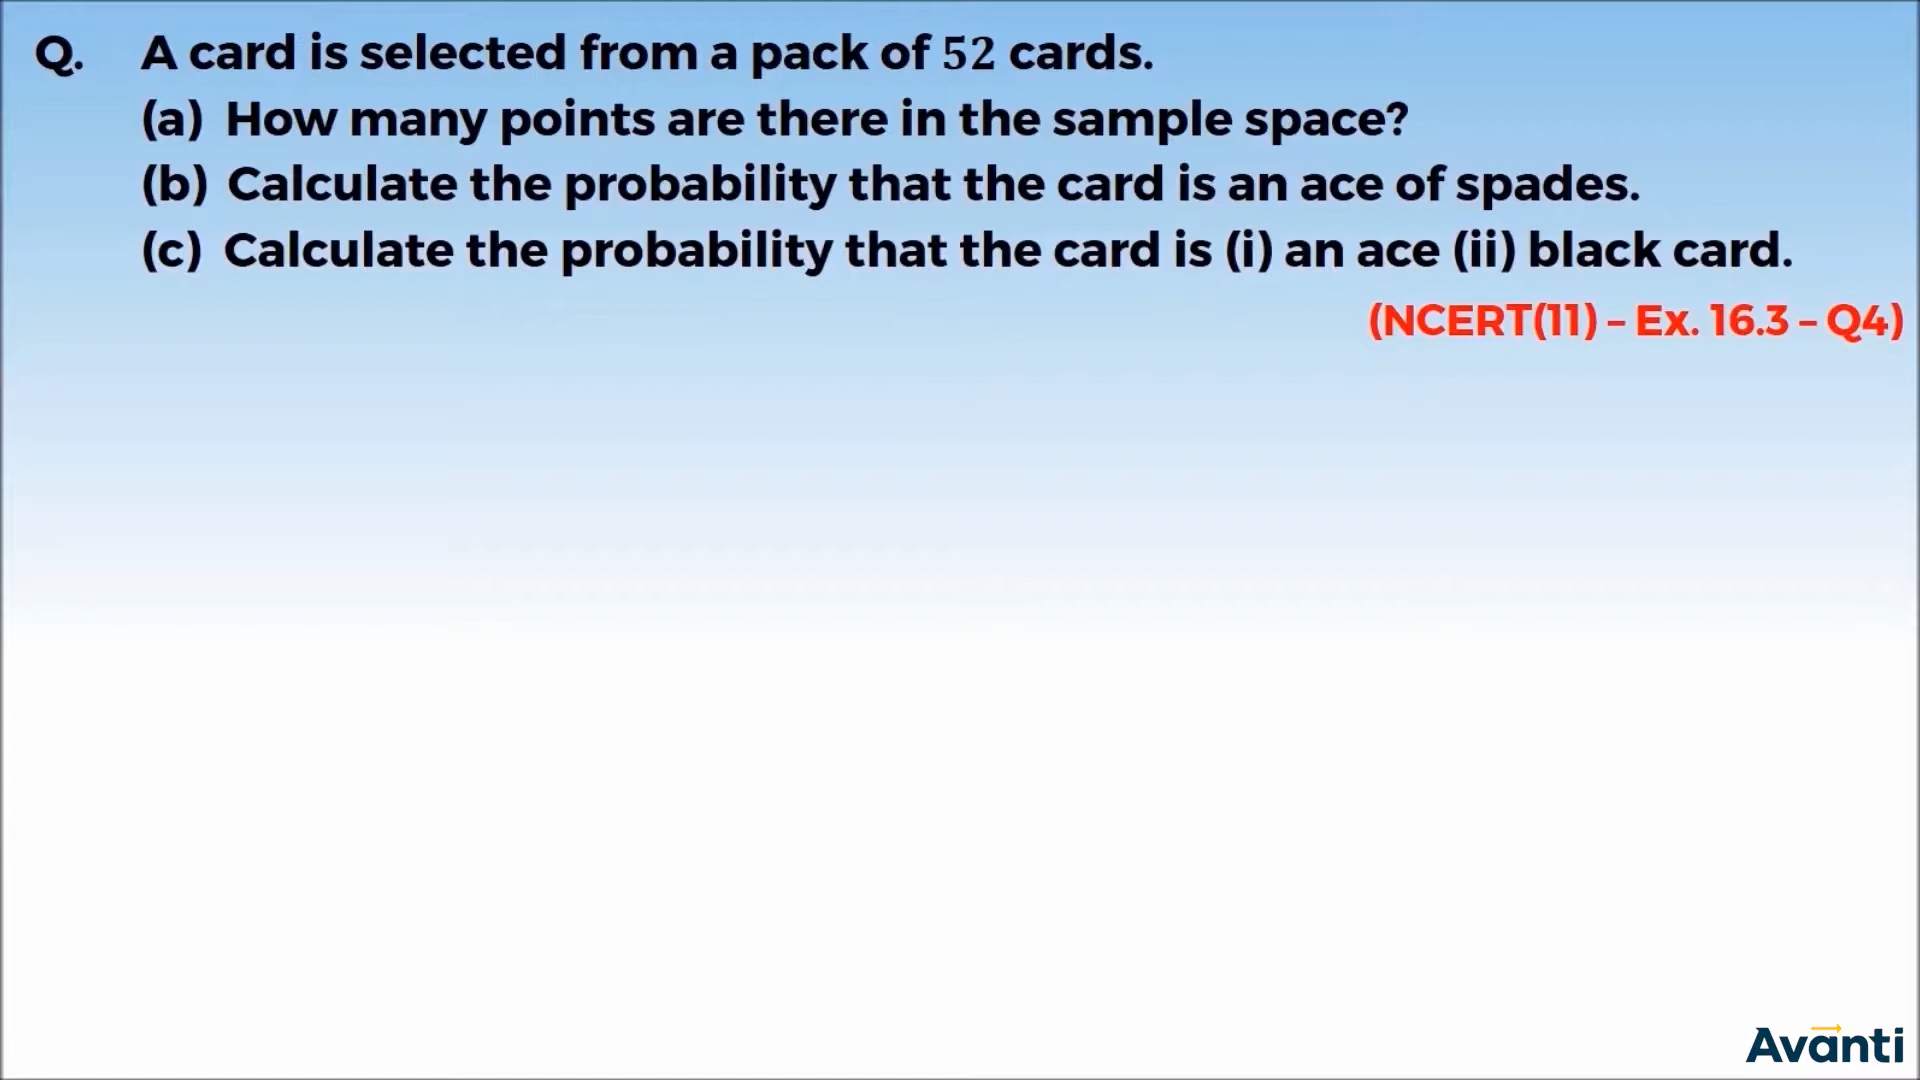 Q. A card is selected from a pack of 52 cards.
(a) How many points are there in the sample space?
(b) Calculate the probability that the card is an ace of spades.
(c) Calculate the probability that the card is (i) an ace (ii) black card.
(NCERT(11) – Ex. 16.3 – Q4)
Avanti